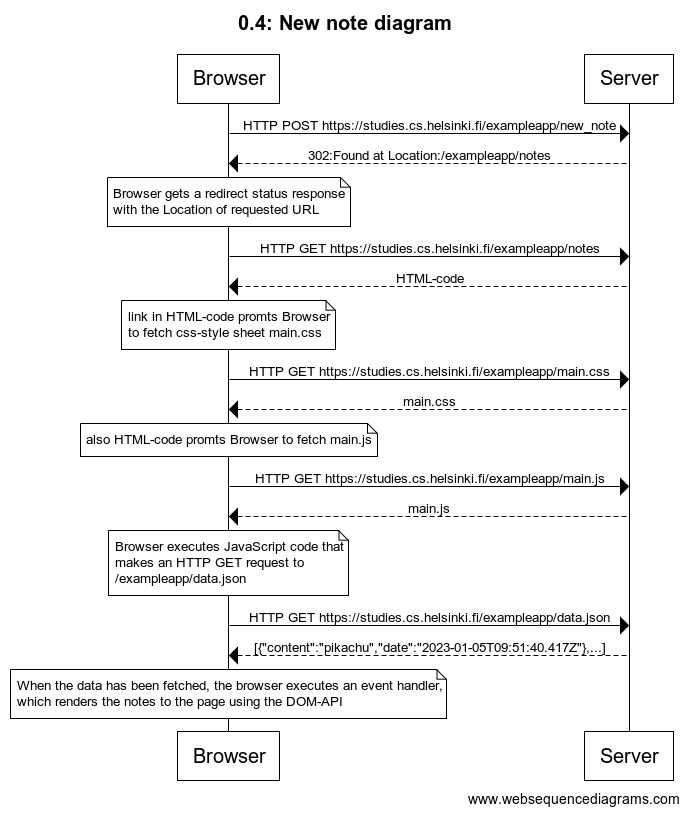 0.4: New note diagram
Browser
Server
HTTP POST https://studies.cs.helsinki.fi/exampleapp/new_note
302:Found at Location:/exampleapp/notes
Browser gets a redirect status response
with the Location of requested URL
HTTP GET https://studies.cs.helsinki.fi/exampleapp/notes
HTML-code
link in HTML-code promts Browser
to fetch css-style sheet main.css
HTTP GET https://studies.cs.helsinki.fi/exampleapp/main.css
main.css
also HTML-code promts Browser to fetch main.js
HTTP GET https://studies.cs.helsinki.fi/exampleapp/main.js
main.js
Browser executes JavaScript code that
makes an HTTP GET request to
/exampleapp/data.json
HTTP GET https://studies.cs.helsinki.fi/exampleapp/data.json
[{"content":"pikachu","date":"2023-01-05T09:51:40.417Z"},...]
When the data has been fetched, the browser executes an event handler,
which renders the notes to the page using the DOM-API
Browser
Server
www.websequencediagrams.com